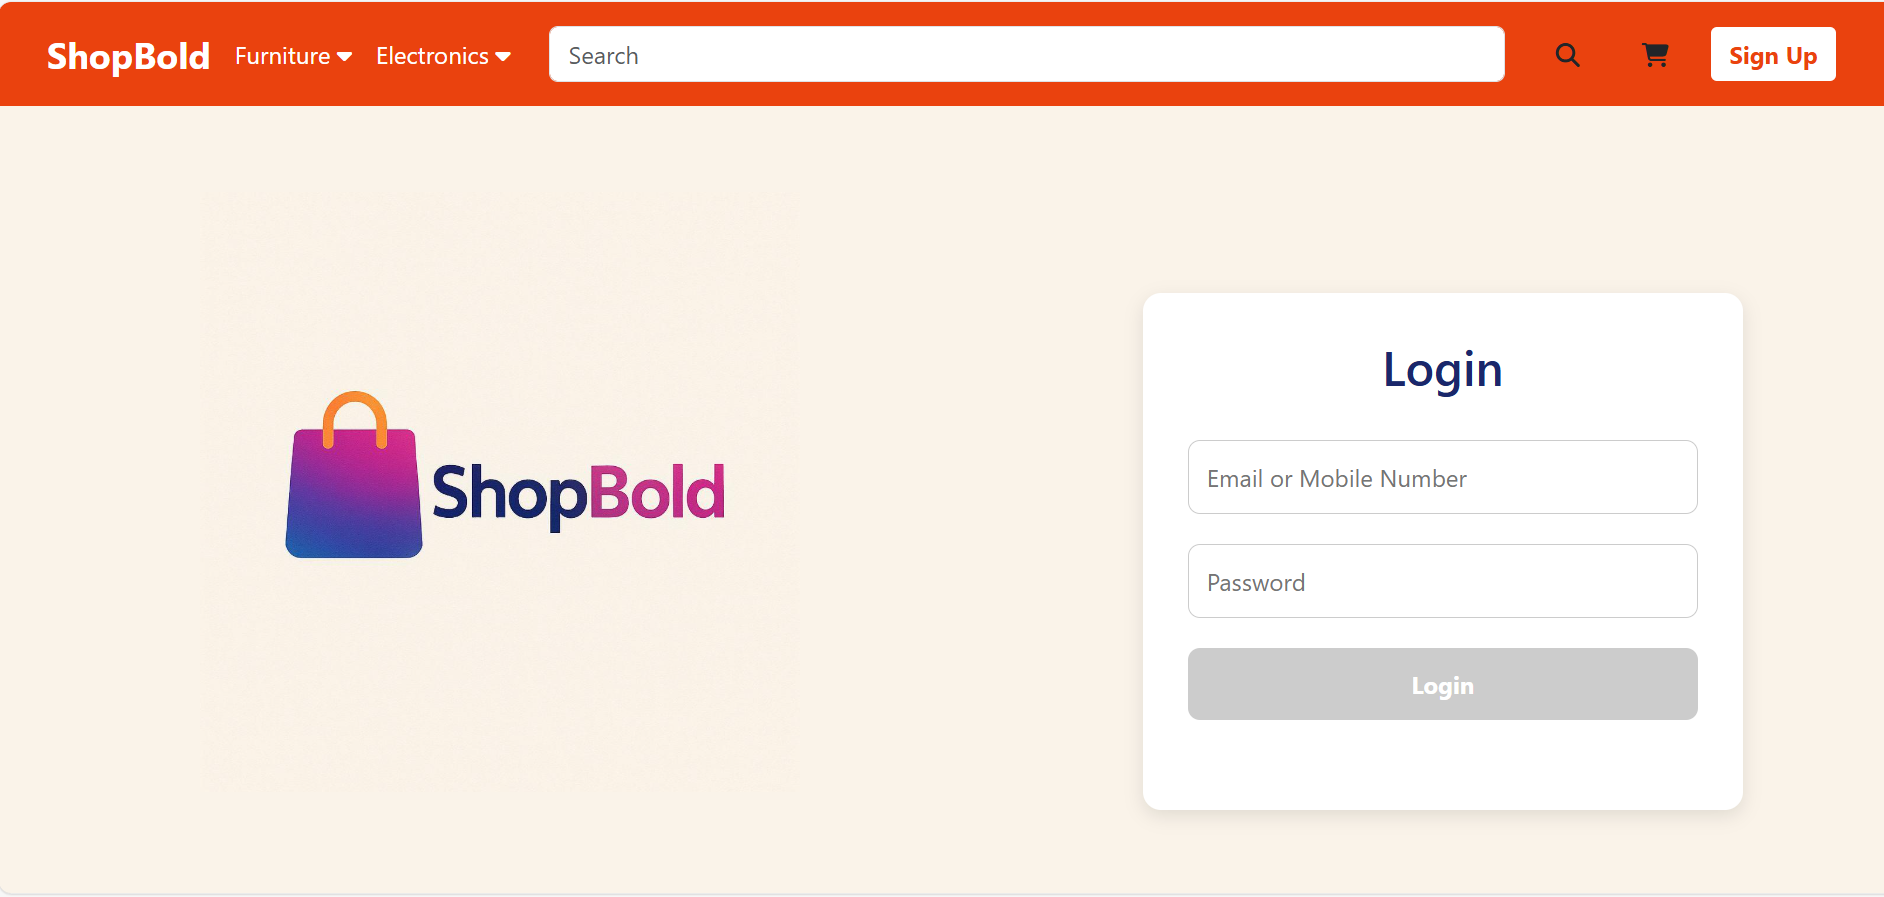 ShopBold Furniture Electronics Search Sign Up
ShopBold
Login
Email or Mobile Number
Password
Login